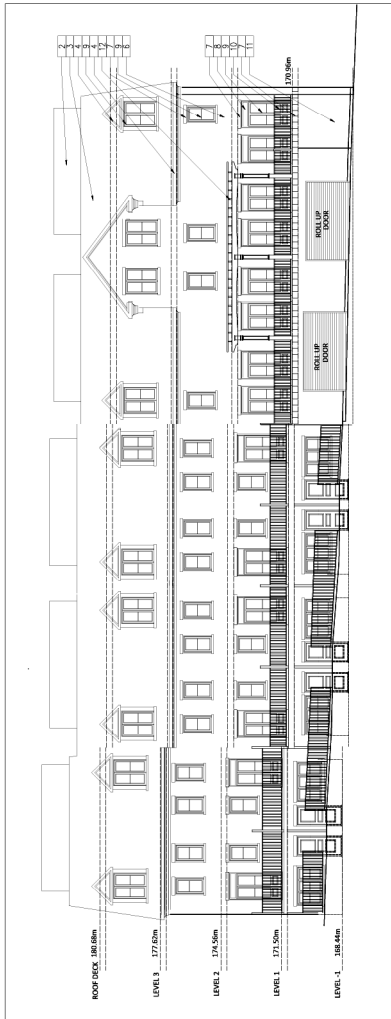 ROOF DECK 180.68m
LEVEL 3 177.62m
LEVEL 2 174.56m
LEVEL 1 171.50m
LEVEL -1 168.44m
ROLL UP
DOOR
ROLL UP
DOOR
2
3
4
9
4
12
7
9
6
7
8
9
10
7
11
170.96m